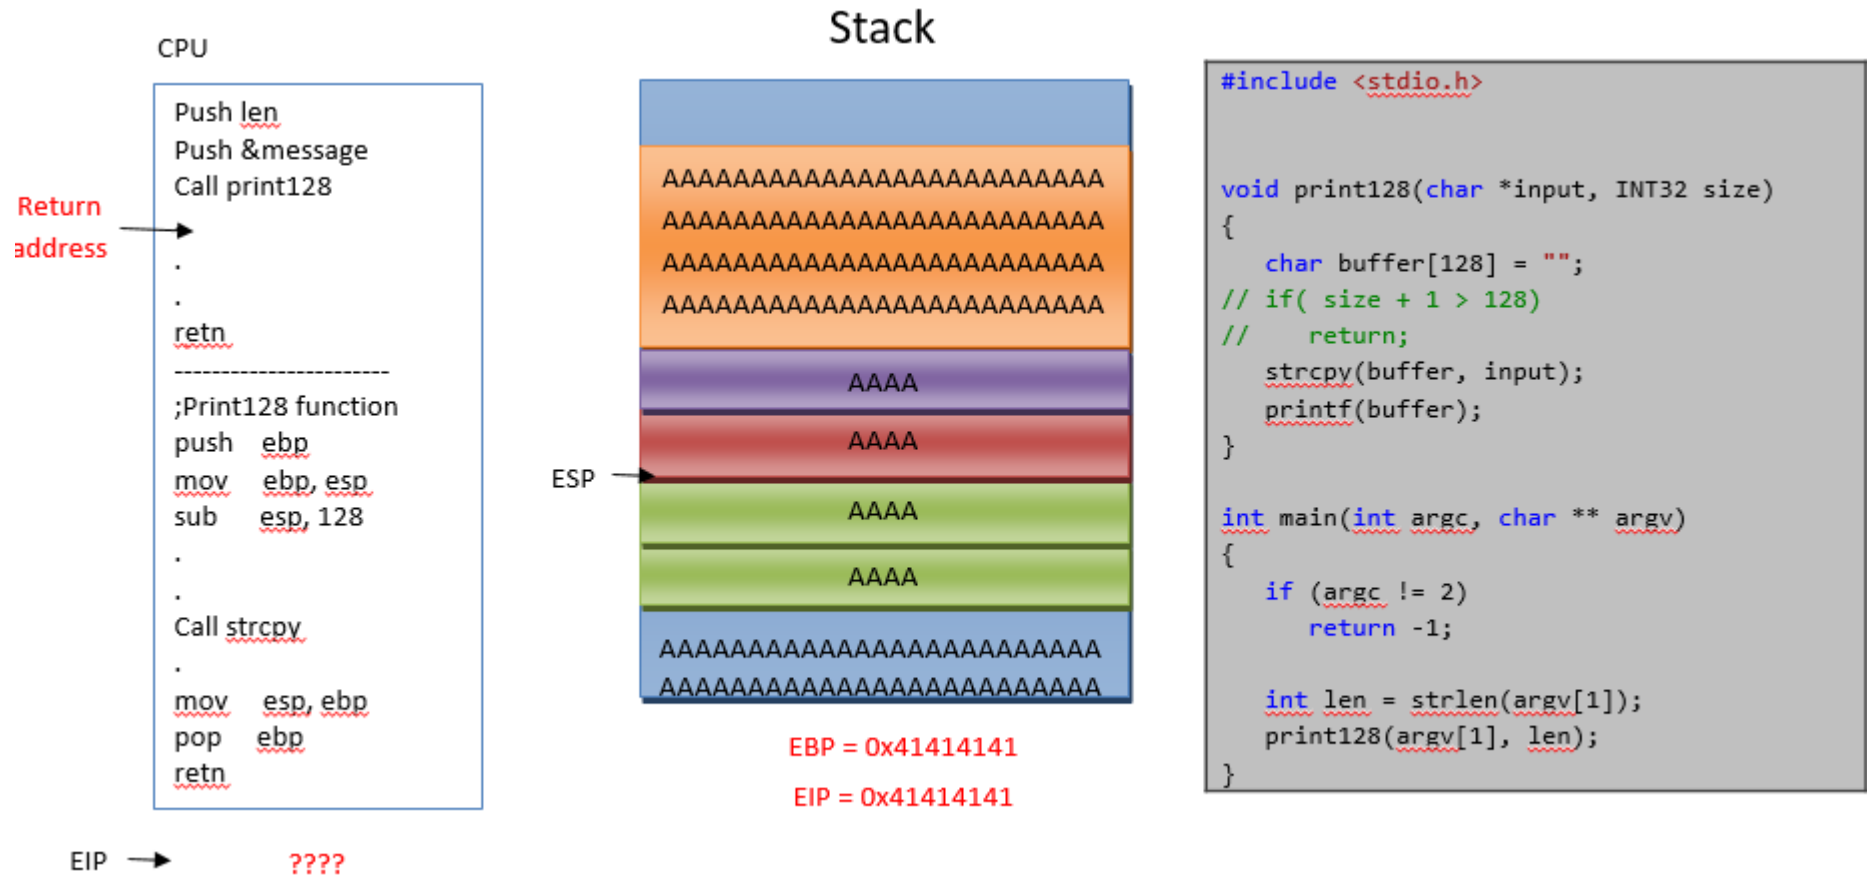 Stack
CPU
Push len
Push &message
Call print128
Return
address
.
.
retn
-----------------------
;Print128 function
push ebp
mov ebp, esp
sub esp, 128
.
.
Call strcpy
.
mov esp, ebp
pop ebp
retn
EIP
????
AAAAAAAAAAAAAAAAAAAAAAAAA
AAAAAAAAAAAAAAAAAAAAAAAAA
AAAAAAAAAAAAAAAAAAAAAAAAA
AAAAAAAAAAAAAAAAAAAAAAAAA
AAAA
AAAA
ESP
AAAA
AAAA
AAAAAAAAAAAAAAAAAAAAAAAAA
AAAAAAAAAAAAAAAAAAAAAAAAA
EBP = 0x41414141
EIP = 0x41414141
#include <stdio.h>
void print128(char *input, INT32 size)
{
char buffer[128] = "";
// if( size + 1 > 128)
// return;
strcpy(buffer, input);
printf(buffer);
}
int main(int argc, char ** argv)
{
if (argc != 2)
return -1;
int len = strlen(argv[1]);
print128(argv[1], len);
}